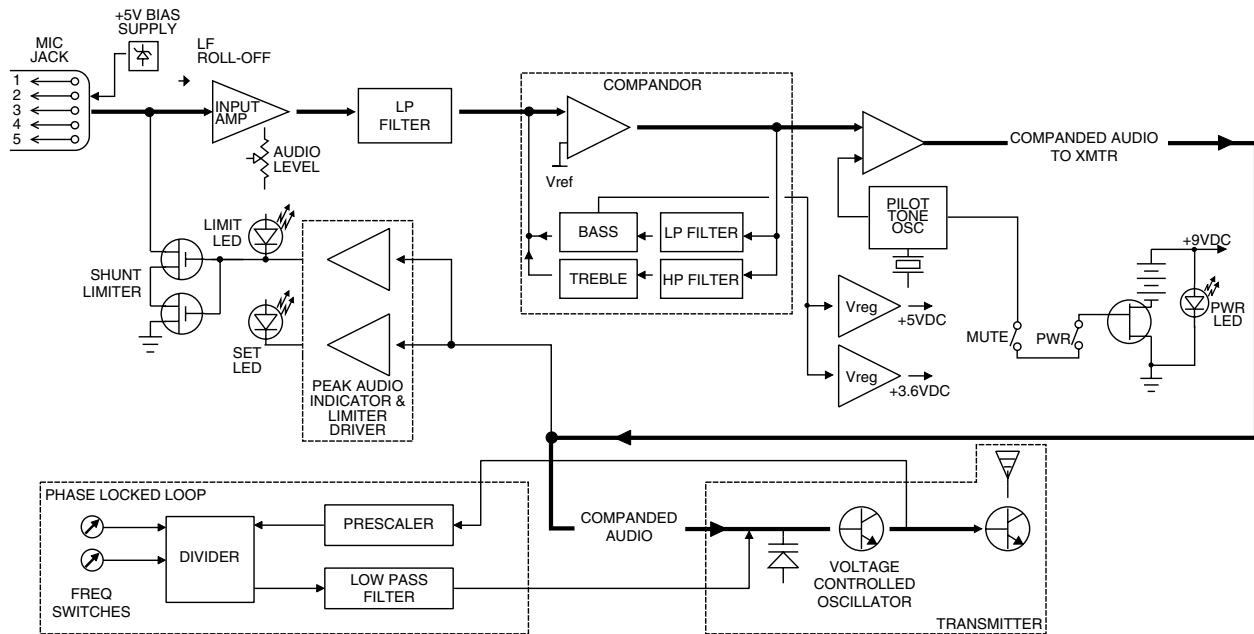 +5V BIAS
SUPPLY
MIC
JACK
LF
ROLL-OFF
1
2
3
4
5
INPUT
AMP
AUDIO
LEVEL
LP
FILTER
COMPANDOR
Vref
BASS
LP FILTER
TREBLE
HP FILTER
COMPANDED AUDIO
TO XMTR
PILOT
TONE
OSC
+9VDC
LIMIT
LED
SHUNT
LIMITER
SET
LED
PEAK AUDIO
INDICATOR &
LIMITER
DRIVER
Vreg
+5VDC
Vreg
+3.6VDC
MUTE
PWR
PWR
LED
PHASE LOCKED LOOP
PRESCALER
DIVIDER
LOW PASS
FILTER
FREQ
SWITCHES
COMPANDED
AUDIO
VOLTAGE
CONTROLLED
OSCILLATOR
TRANSMITTER